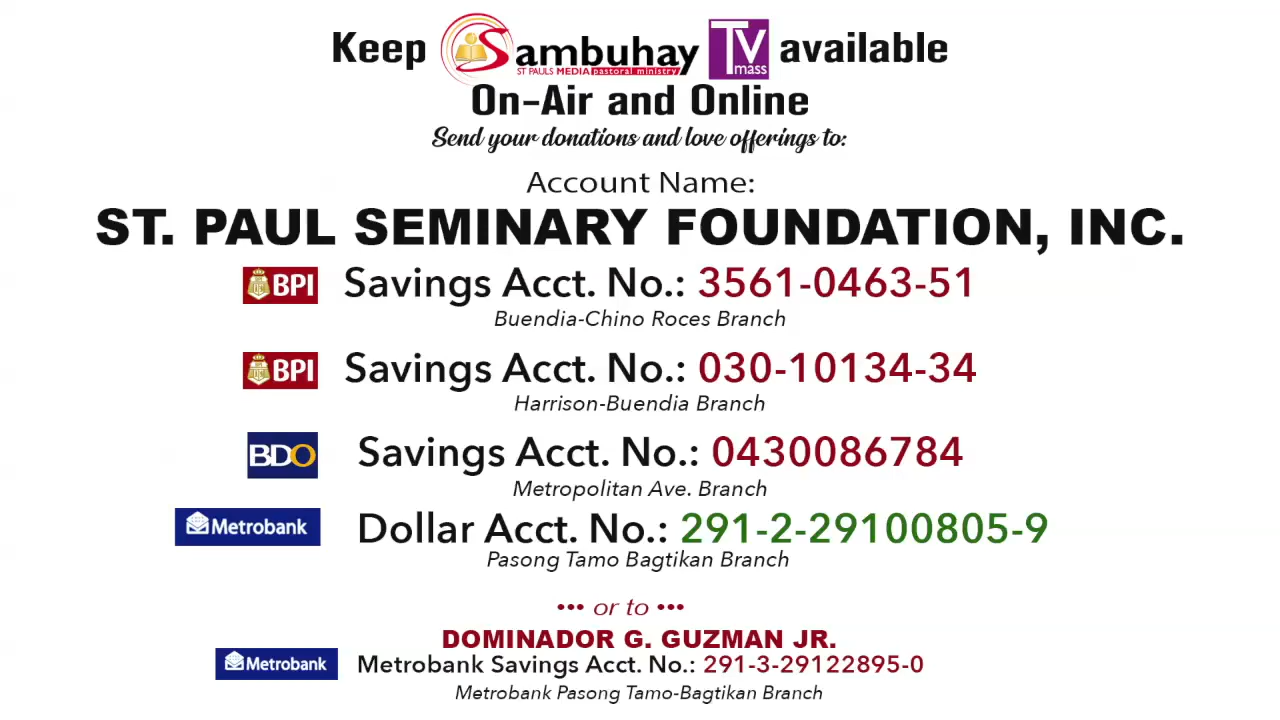 Keep Sambuhay TV mass available
ST PAULS MEDIA pastoral ministry
On-Air and Online
Send your donations and love offerings to:
Account Name:
ST. PAUL SEMINARY FOUNDATION, INC.
BPI Savings Acct. No.: 3561-0463-51
Buendia-Chino Roces Branch
BPI Savings Acct. No.: 030-10134-34
Harrison-Buendia Branch
BDO Savings Acct. No.: 0430086784
Metropolitan Ave. Branch
Metrobank Dollar Acct. No.: 291-2-29100805-9
Pasong Tamo Bagtikan Branch
••• or to •••
DOMINADOR G. GUZMAN JR.
Metrobank Metrobank Savings Acct. No.: 291-3-29122895-0
Metrobank Pasong Tamo-Bagtikan Branch